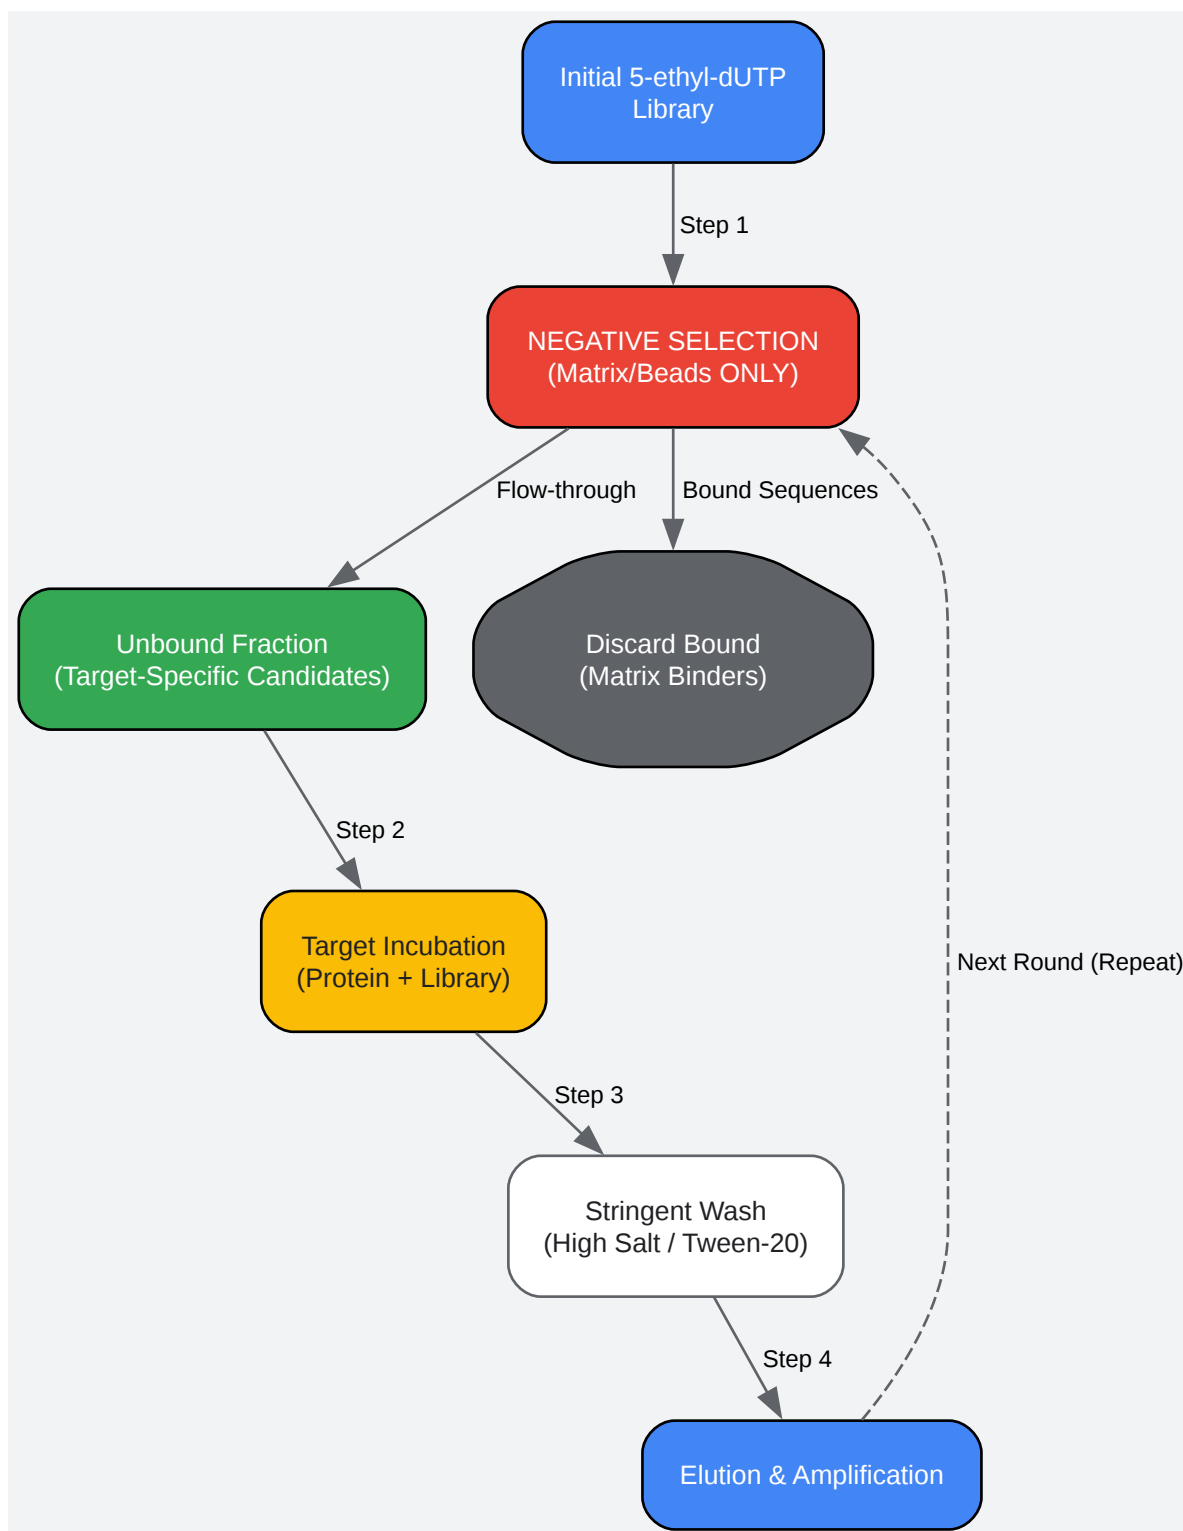 Initial 5-ethyl-dUTP
Library
Step 1
NEGATIVE SELECTION
(Matrix/Beads ONLY)
Flow-through
Bound Sequences
Unbound Fraction
(Target-Specific Candidates)
Discard Bound
(Matrix Binders)
Step 2
Target Incubation
(Protein + Library)
Next Round (Repeat)
Step 3
Stringent Wash
(High Salt / Tween-20)
Step 4
Elution & Amplification